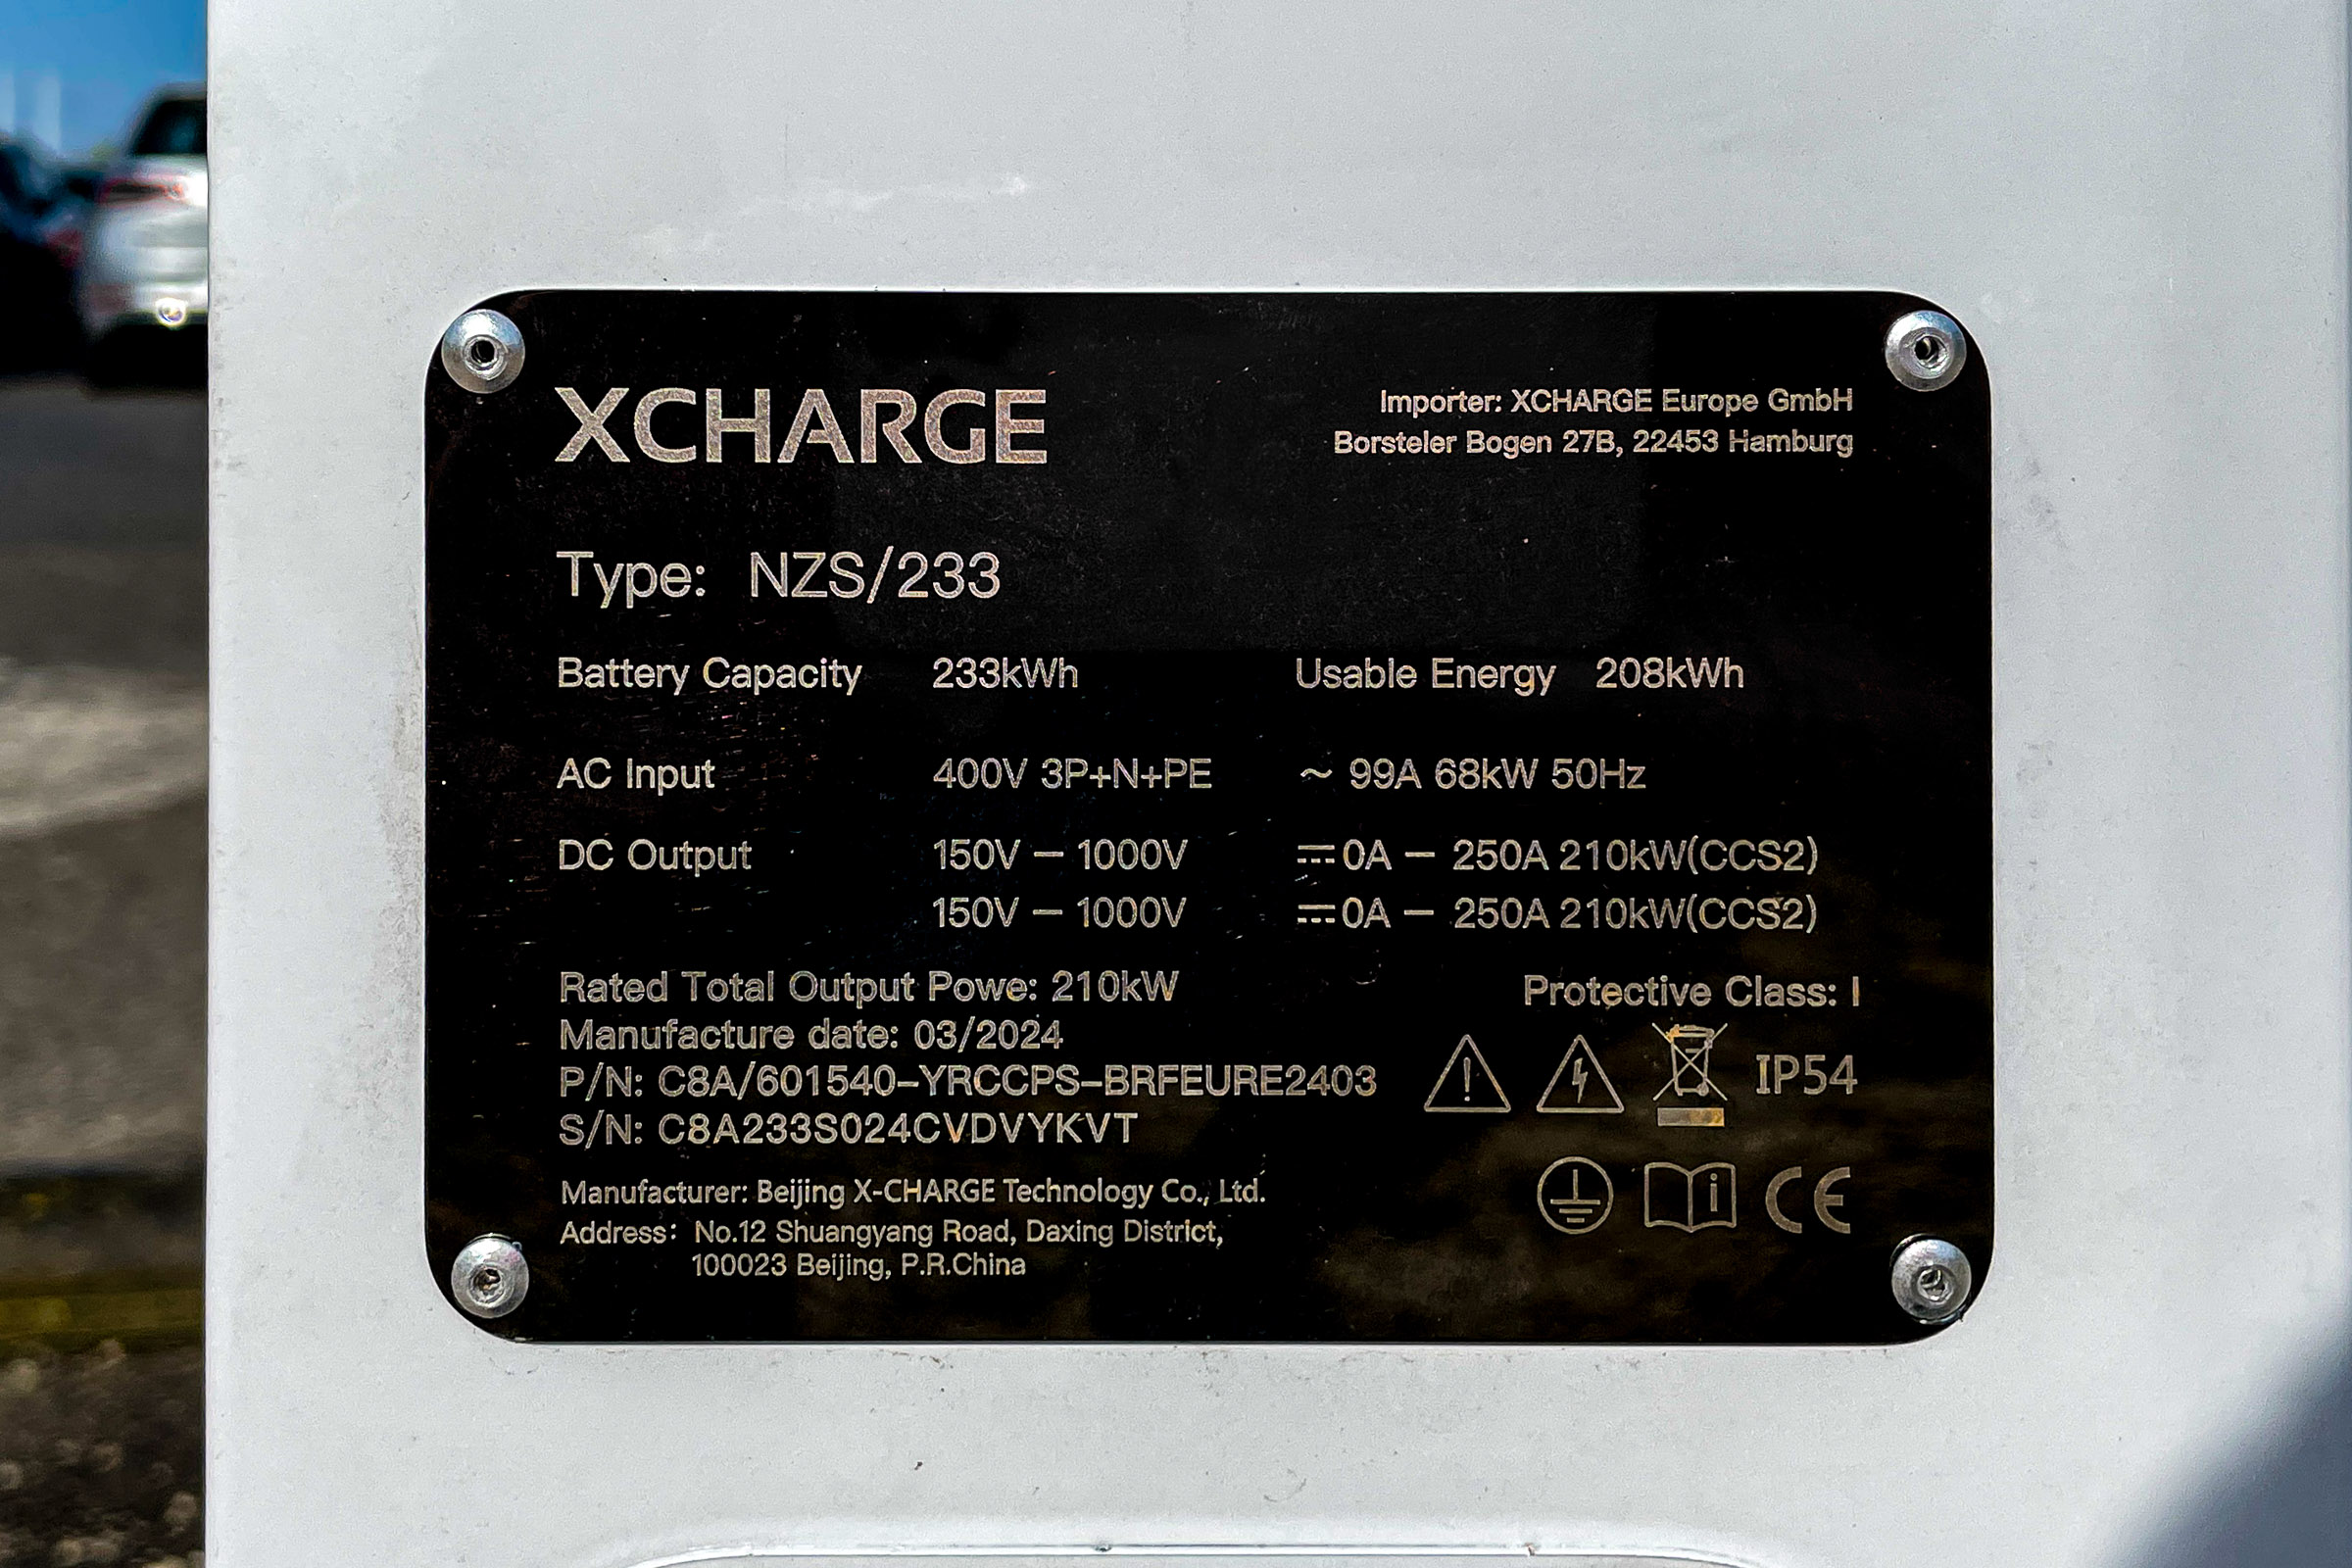 XCHARGE
Importer: XCHARGE Europe GmbH
Borsteler Bogen 27B, 22453 Hamburg
Type: NZS/233
Battery Capacity 233kWh Usable Energy 208kWh
AC Input 400V 3P+N+PE ~ 99A 68kW 50Hz
DC Output 150V — 1000V ⎓0A — 250A 210kW(CCS2)
150V — 1000V ⎓0A — 250A 210kW(CCS2)
Rated Total Output Powe: 210kW
Protective Class: I
Manufacture date: 03/2024
P/N: C8A/601540-YRCCPS-BRFEURE2403
IP54
S/N: C8A233S024CVDVYKVT
Manufacturer: Beijing X-CHARGE Technology Co., Ltd.
Address: No.12 Shuangyang Road, Daxing District,
100023 Beijing, P.R.China
CE